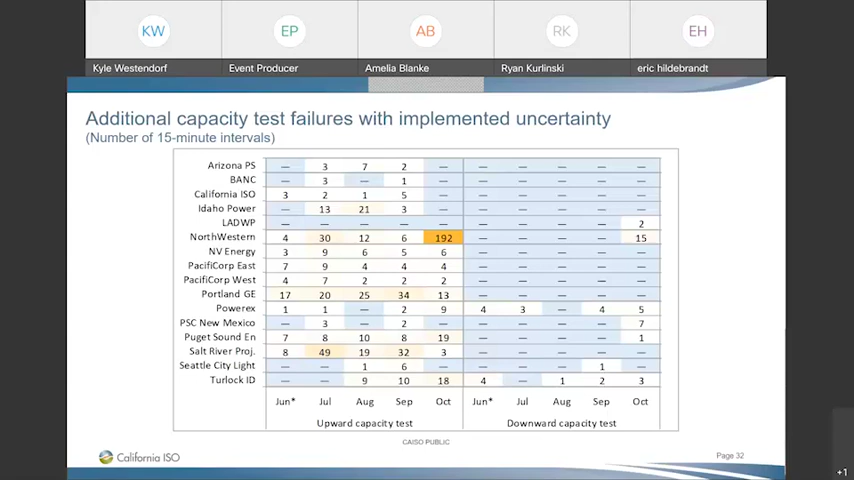 KW
EP
AB
RK
EH
Kyle Westendorf
Event Producer
Amelia Blanke
Ryan Kurlinski
eric hildebrandt
Additional capacity test failures with implemented uncertainty
(Number of 15-minute intervals)
Arizona PS — 3 7 2 — — — — — —
BANC — 3 — 1 — — — — — —
California ISO 3 2 1 5 — — — — — —
Idaho Power — 13 21 3 — — — — — —
LADWP — — — — — — — — — 2
NorthWestern 4 30 12 6 192 — — — — 15
NV Energy 3 9 6 5 6 — — — — —
PacifiCorp East 7 9 4 4 4 — — — — —
PacifiCorp West 4 7 2 2 2 — — — — —
Portland GE 17 20 25 34 13 — — — — —
Powerex 1 1 — 2 9 4 3 — 4 5
PSC New Mexico — 3 — 2 — — — — — 7
Puget Sound En 7 8 10 8 19 — — — — 1
Salt River Proj. 8 49 19 32 3 — — — — —
Seattle City Light — — 1 6 — — — — 1 —
Turlock ID — — 9 10 18 4 — 1 2 3
Jun* Jul Aug Sep Oct Jun* Jul Aug Sep Oct
Upward capacity test Downward capacity test
CAISO PUBLIC
California ISO
Page 32
+1